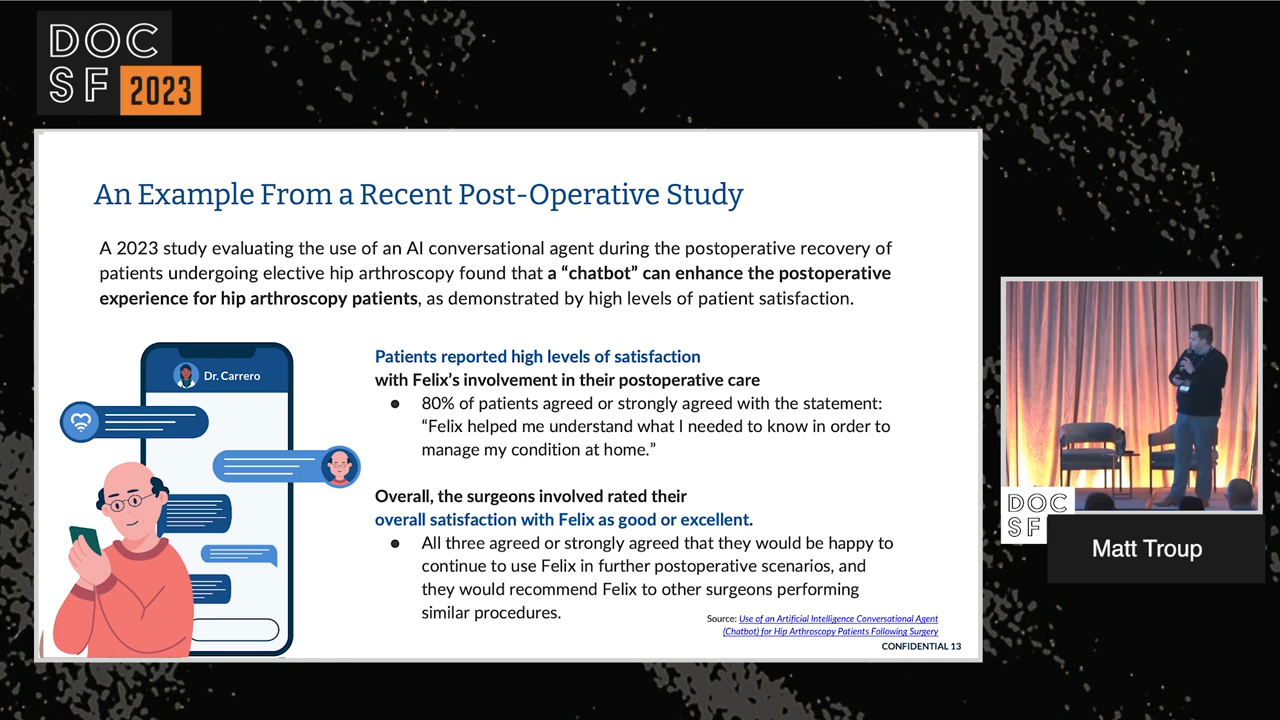 DOC
SF 2023
An Example From a Recent Post-Operative Study
A 2023 study evaluating the use of an AI conversational agent during the postoperative recovery of
patients undergoing elective hip arthroscopy found that a “chatbot” can enhance the postoperative
experience for hip arthroscopy patients, as demonstrated by high levels of patient satisfaction.
Dr. Carrero
Patients reported high levels of satisfaction
with Felix’s involvement in their postoperative care
● 80% of patients agreed or strongly agreed with the statement:
“Felix helped me understand what I needed to know in order to
manage my condition at home.”
Overall, the surgeons involved rated their
overall satisfaction with Felix as good or excellent.
● All three agreed or strongly agreed that they would be happy to
continue to use Felix in further postoperative scenarios, and
they would recommend Felix to other surgeons performing
similar procedures.
Source: Use of an Artificial Intelligence Conversational Agent
(Chatbot) for Hip Arthroscopy Patients Following Surgery
CONFIDENTIAL 13
DOC
SF
Matt Troup